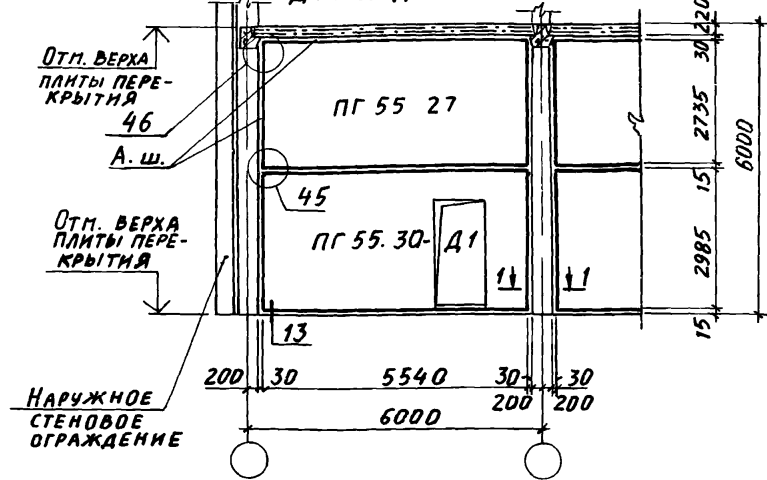 Отм. ВЕРХА
ПЛИТЫ ПЕРЕ-
КРЫТИЯ
46
А. ш.
ПГ 55 27
45
Отм. ВЕРХА
ПЛИТЫ ПЕРЕ-
КРЫТИЯ
ПГ 55.30-Д1
1 1
13
220
30
2735
15
2985
15
6000
200 30 5540 30 30
200 200
6000
НАРУЖНОЕ
СТЕНОВОЕ
ОГРАЖДЕНИЕ